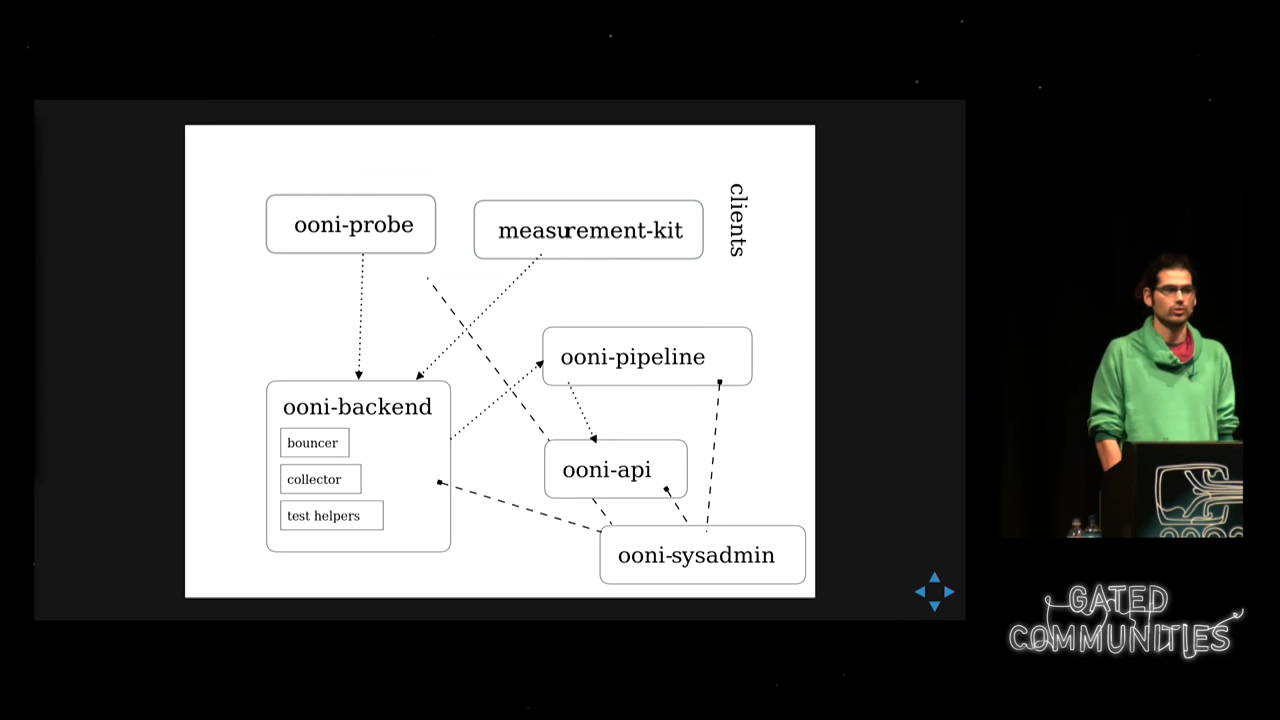 clients
ooni-probe
measurement-kit
ooni-pipeline
ooni-backend
bouncer
collector
test helpers
ooni-api
ooni-sysadmin
GATED
COMMUNITIES